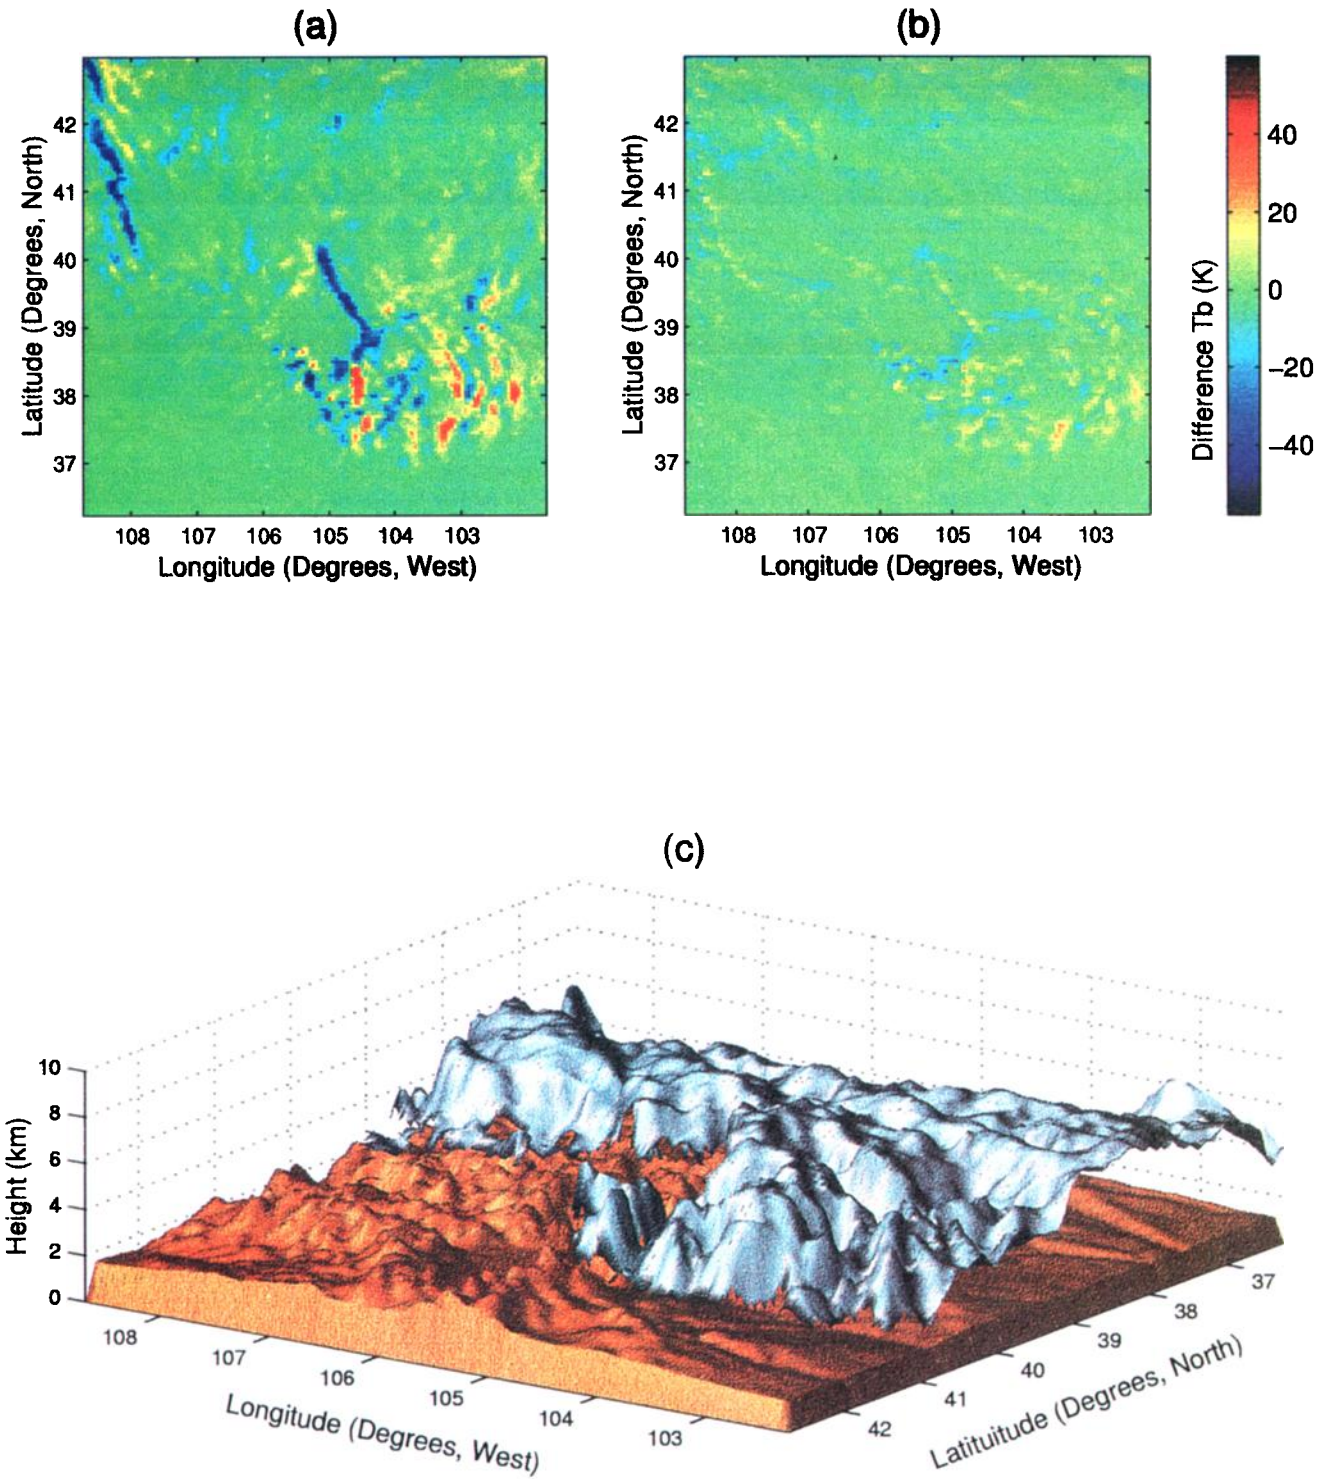 (a)
(b)
42
41
40
39
38
37
Latitude (Degrees, North)
108 107 106 105 104 103
Longitude (Degrees, West)
42
41
40
39
38
37
Latitude (Degrees, North)
108 107 106 105 104 103
Longitude (Degrees, West)
40
20
0
−20
−40
Difference Tb (K)
(c)
10
8
6
4
2
0
Height (km)
108
107
106
105
104
103
Longitude (Degrees, West)
37
38
39
40
41
42
Latituitude (Degrees, North)